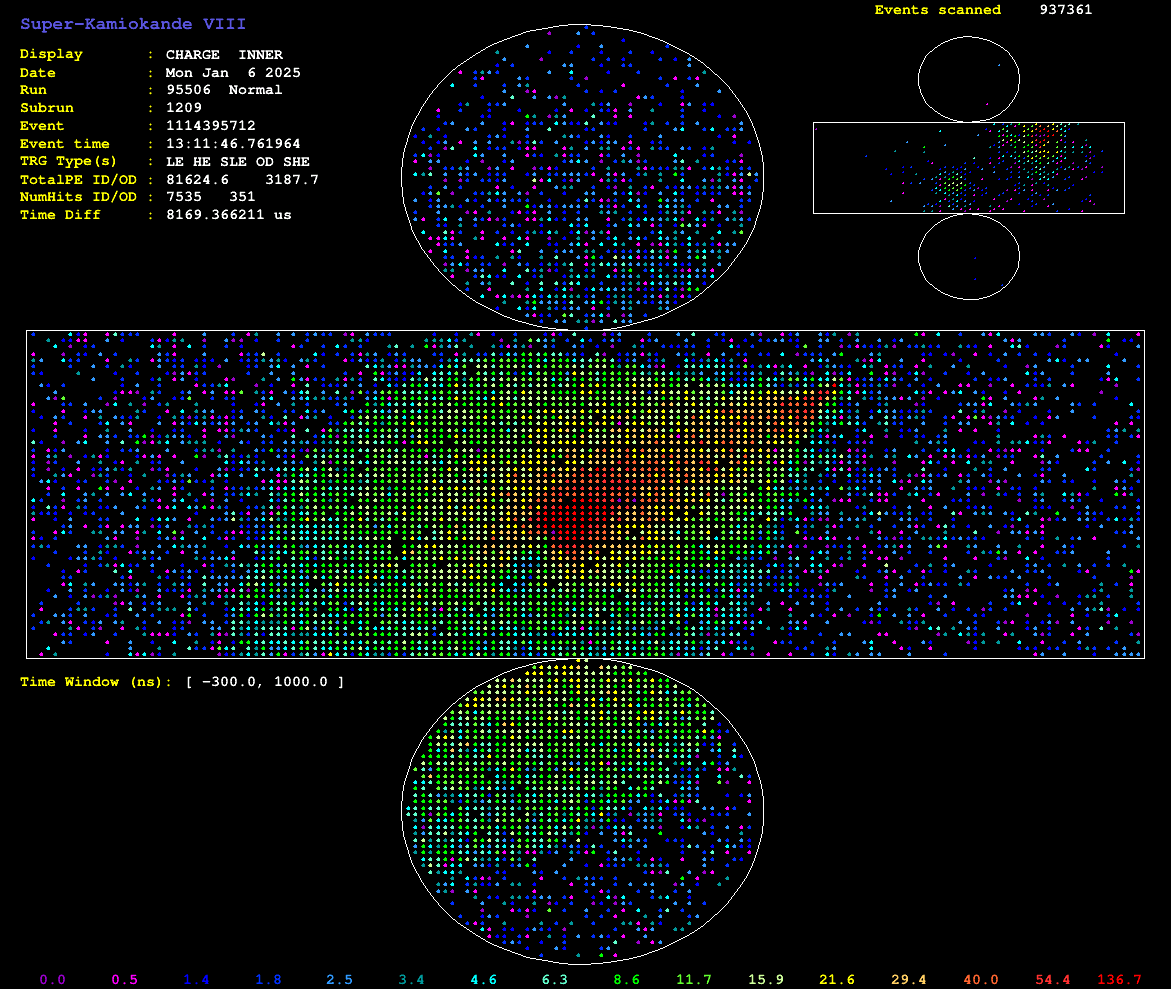 Super-Kamiokande VIII
Events scanned 937361
Display : CHARGE INNER
Date : Mon Jan 6 2025
Run : 95506 Normal
Subrun : 1209
Event : 1114395712
Event time : 13:11:46.761964
TRG Type(s) : LE HE SLE OD SHE
TotalPE ID/OD : 81624.6 3187.7
NumHits ID/OD : 7535 351
Time Diff : 8169.366211 us
Time Window (ns): [ -300.0, 1000.0 ]
0.0 0.5 1.4 1.8 2.5 3.4 4.6 6.3 8.6 11.7 15.9 21.6 29.4 40.0 54.4 136.7